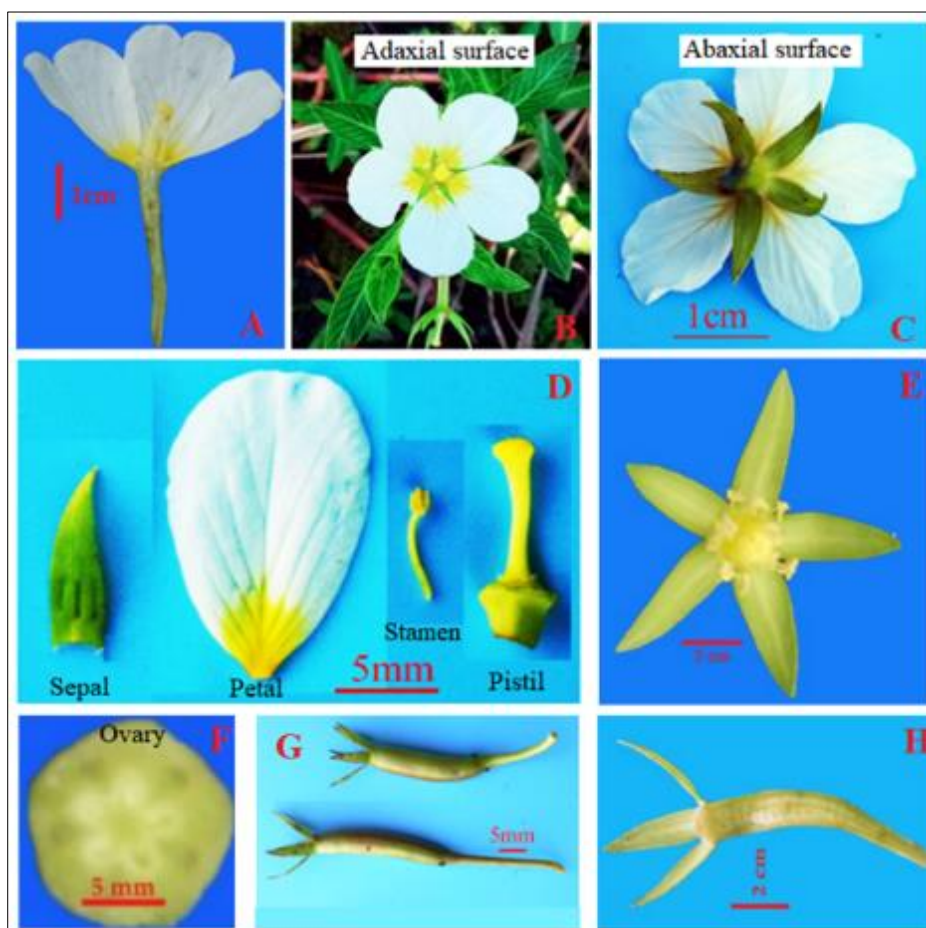 1cm
A
Adaxial surface
B
Abaxial surface
1cm
C
D
Sepal
Petal
Stamen
5mm
Pistil
E
Ovary
F
5 mm
G
5mm
H
2 cm